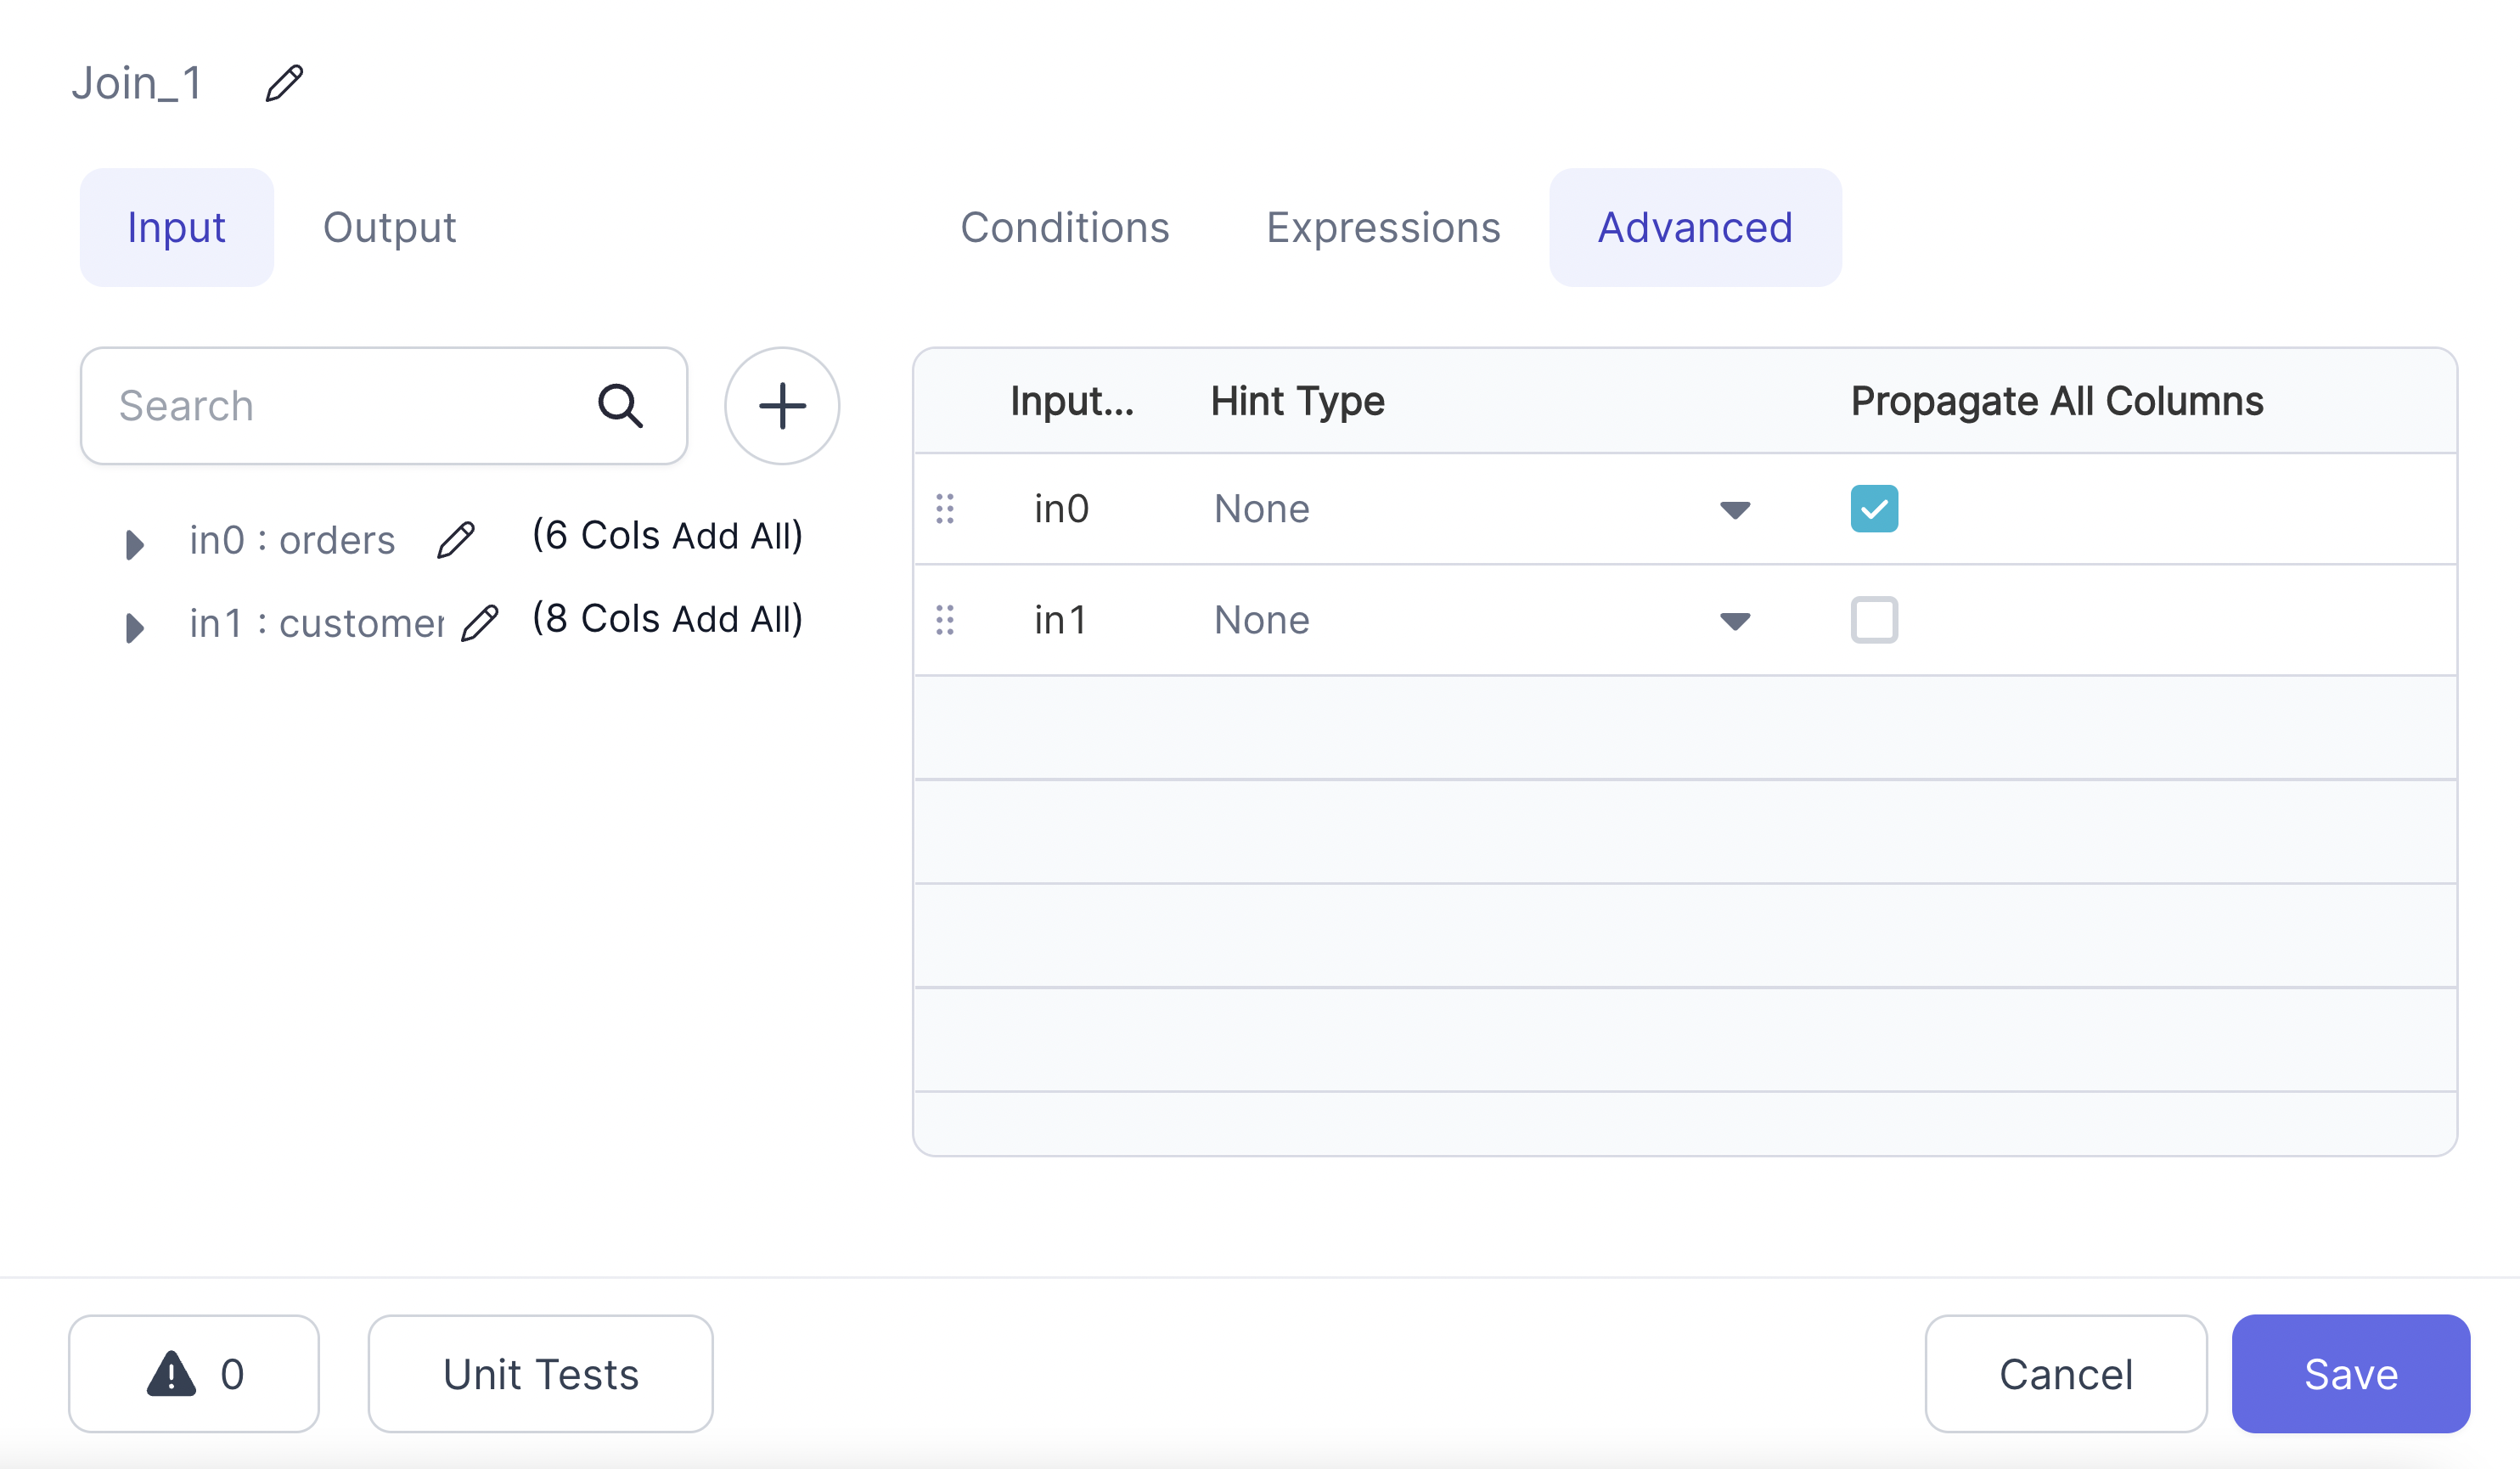 Join_1
Input Output Conditions Expressions Advanced
Search
in0 : orders (6 Cols Add All)
in1 : customer (8 Cols Add All)
Input... Hint Type Propagate All Columns
in0 None
in1 None
0 Unit Tests Cancel Save